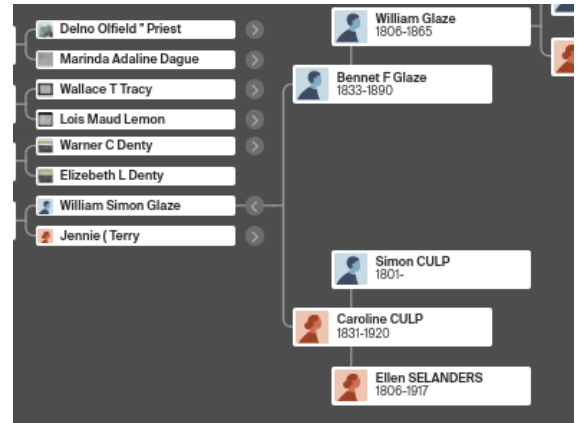 Delno Olfield " Priest
Marinda Adaline Dague
Wallace T Tracy
Lois Maud Lemon
Warner C Denty
Elizebeth L Denty
William Simon Glaze
Jennie ( Terry
William Glaze
1806-1865
Bennet F Glaze
1833-1890
Simon CULP
1801-
Caroline CULP
1831-1920
Ellen SELANDERS
1806-1917